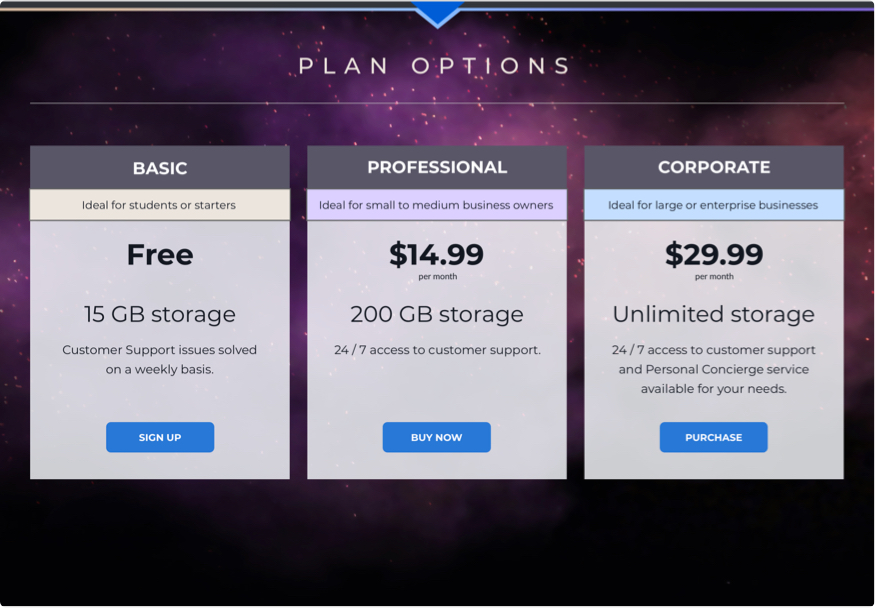 PLAN OPTIONS
BASIC
Ideal for students or starters
Free
15 GB storage
Customer Support issues solved
on a weekly basis.
SIGN UP
PROFESSIONAL
Ideal for small to medium business owners
$14.99
per month
200 GB storage
24 / 7 access to customer support.
BUY NOW
CORPORATE
Ideal for large or enterprise businesses
$29.99
per month
Unlimited storage
24 / 7 access to customer support
and Personal Concierge service
available for your needs.
PURCHASE